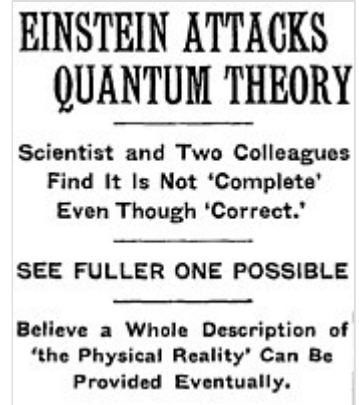 EINSTEIN ATTACKS
QUANTUM THEORY
Scientist and Two Colleagues
Find It Is Not ‘Complete’
Even Though ‘Correct.’
SEE FULLER ONE POSSIBLE
Believe a Whole Description of
‘the Physical Reality’ Can Be
Provided Eventually.